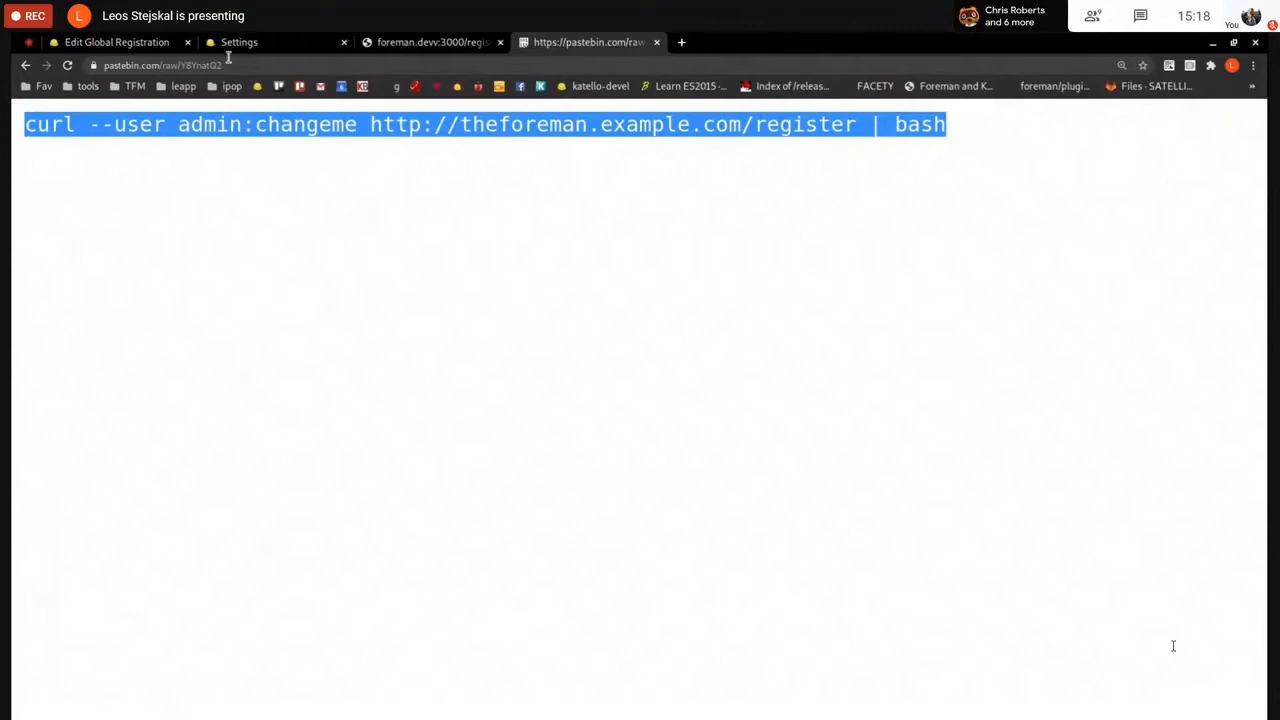 REC
L
Leos Stejskal is presenting
Chris Roberts
and 6 more
9
15:18
You
Edit Global Registration
Settings
foreman.devv:3000/regis
https://pastebin.com/raw
pastebin.com/raw/Y8YnatQ2
L
Fav
tools
TFM
leapp
ipop
KB
g
katello-devel
Learn ES2015 -...
Index of /releas...
FACETY
Foreman and K...
foreman/plugi...
Files · SATELLI...
»
curl --user admin:changeme http://theforeman.example.com/register | bash